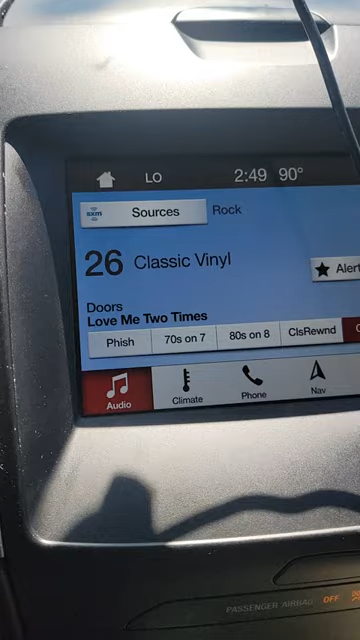 LO 2:49 90°
sxm Sources Rock
26 Classic Vinyl
Alert
Doors
Love Me Two Times
Phish 70s on 7 80s on 8 ClsRewnd
Audio Climate Phone Nav
PASSENGER AIRBAG OFF